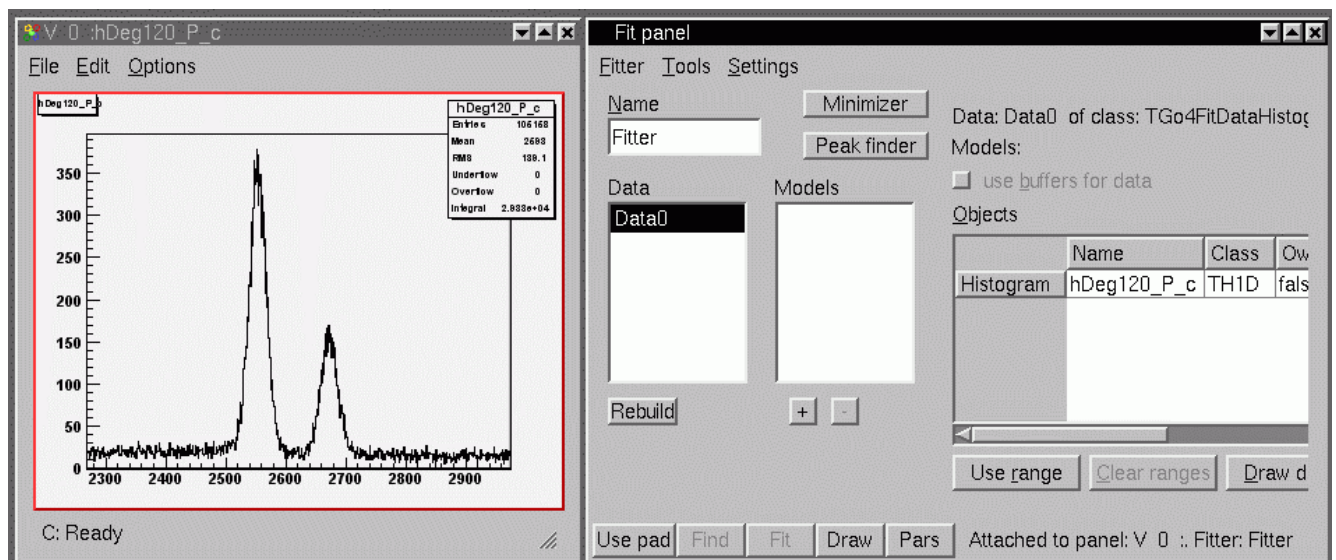 V 0 :hDeg120_P_c
File Edit Options
hDeg120_P_c
hDeg120_P_c
Entries 106168
Mean 2593
RMS 139.1
Underflow 0
Overflow 0
Integral 2.933e+04
350
300
250
200
150
100
50
0
2300 2400 2500 2600 2700 2800 2900
C: Ready
Fit panel
Fitter Tools Settings
Name
Fitter
Minimizer
Peak finder
Data
Data0
Models
Rebuild
+ -
Data: Data0 of class: TGo4FitDataHistog
Models:
use buffers for data
Objects
Name Class Ow
Histogram hDeg120_P_c TH1D fals
Use range Clear ranges Draw d
Use pad Find Fit Draw Pars Attached to panel: V 0 :. Fitter: Fitter